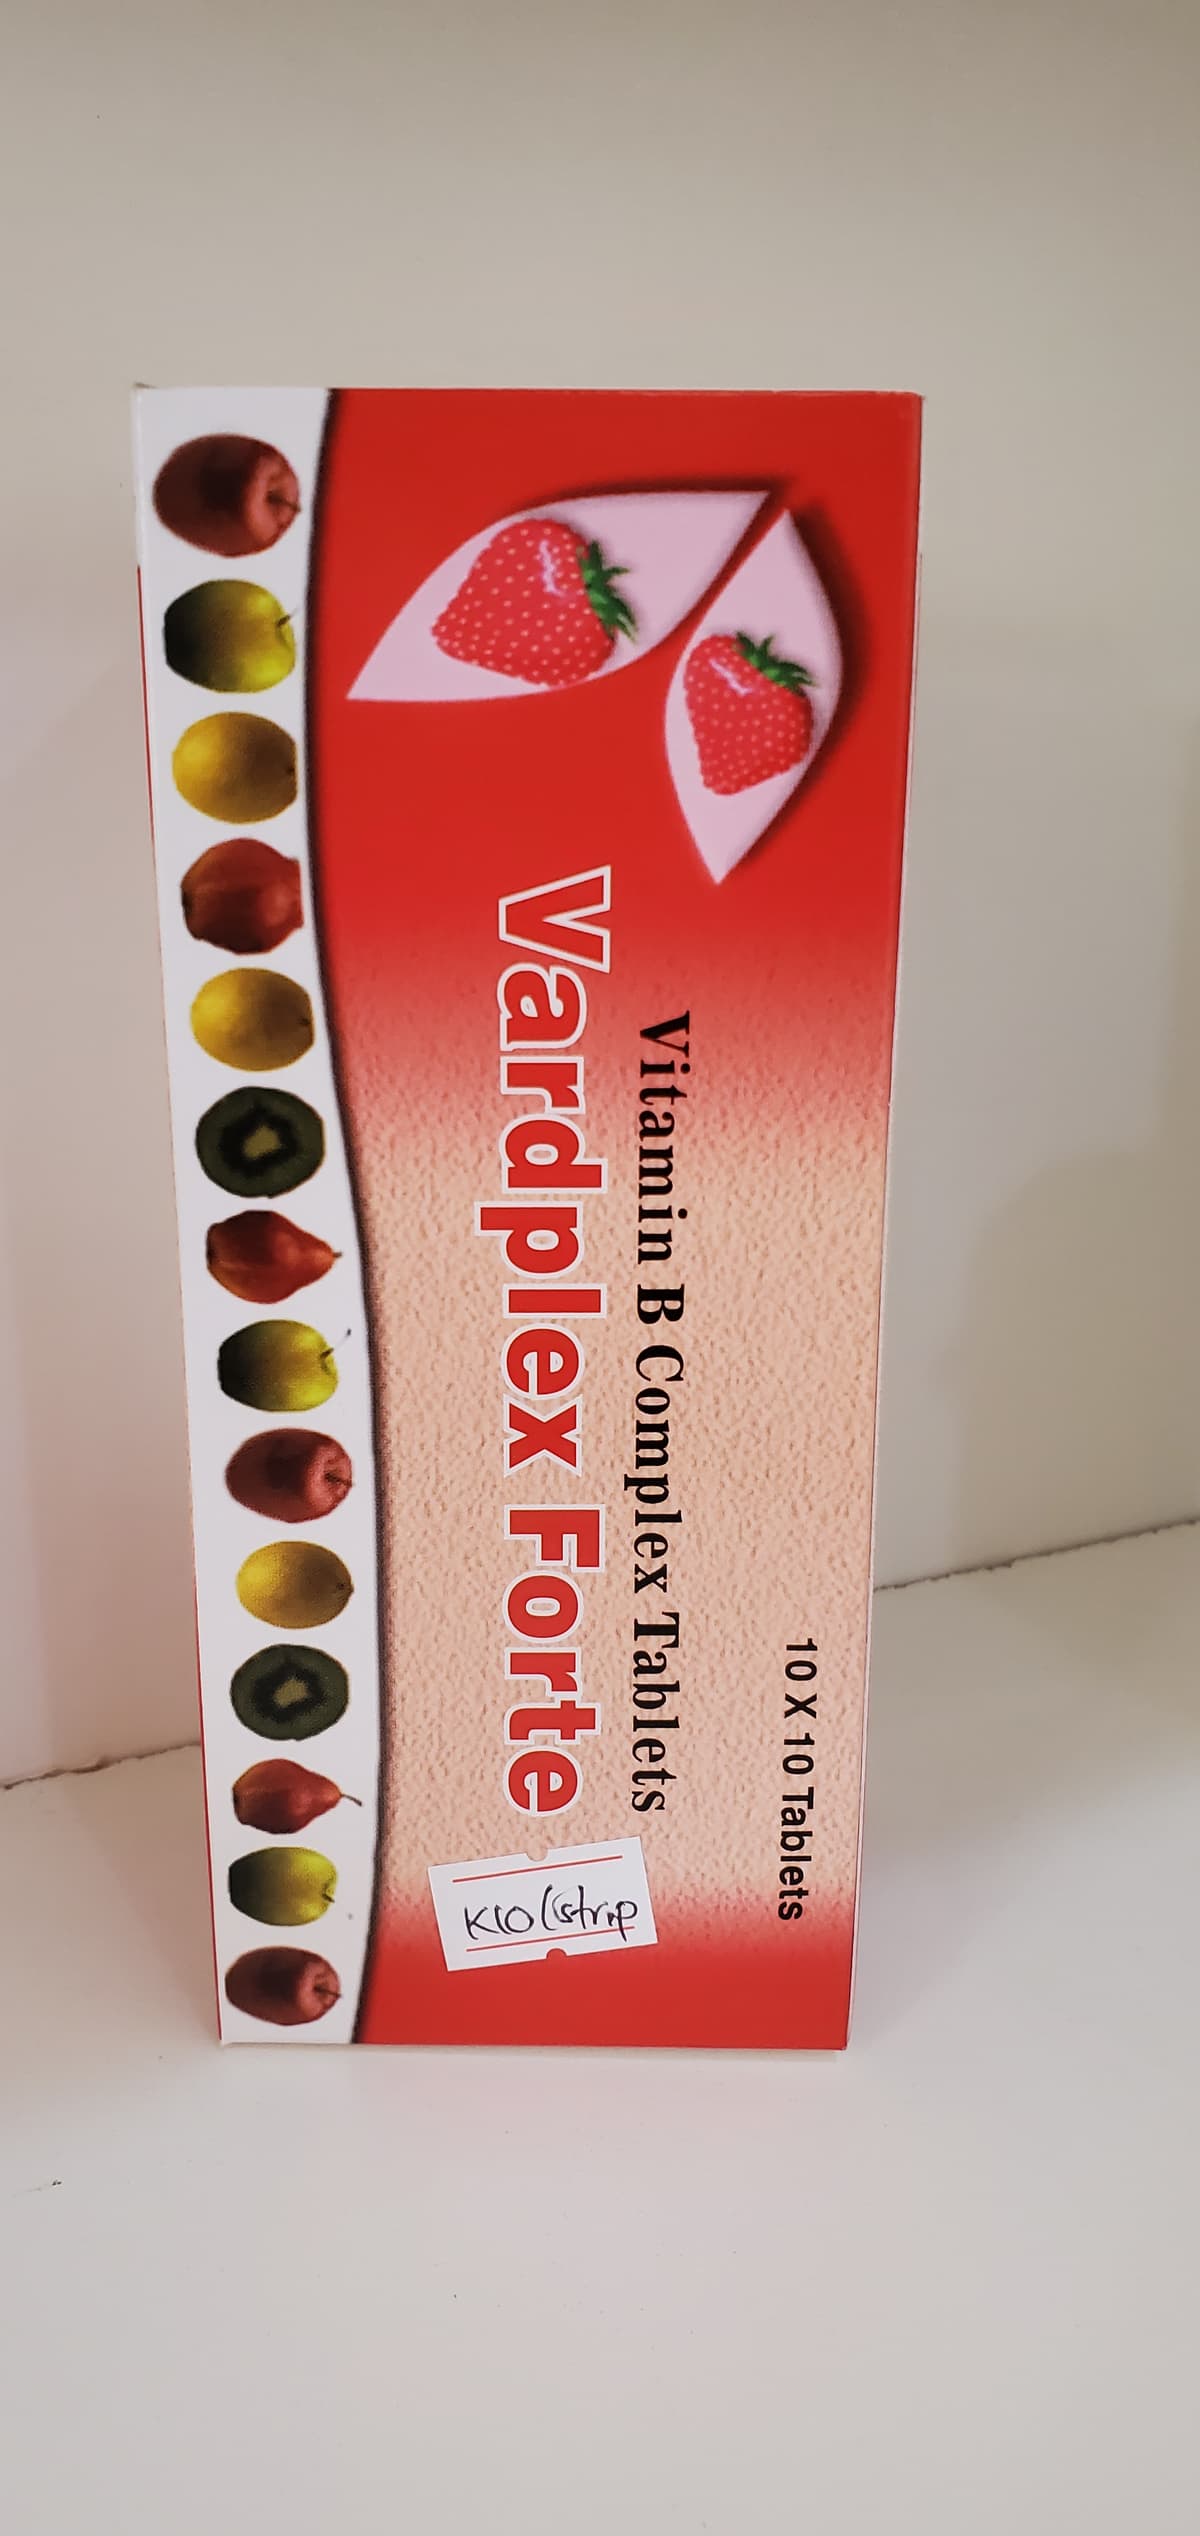 10 X 10 Tablets
Vitamin B Complex Tablets
Vardplex Forte
K10/strip